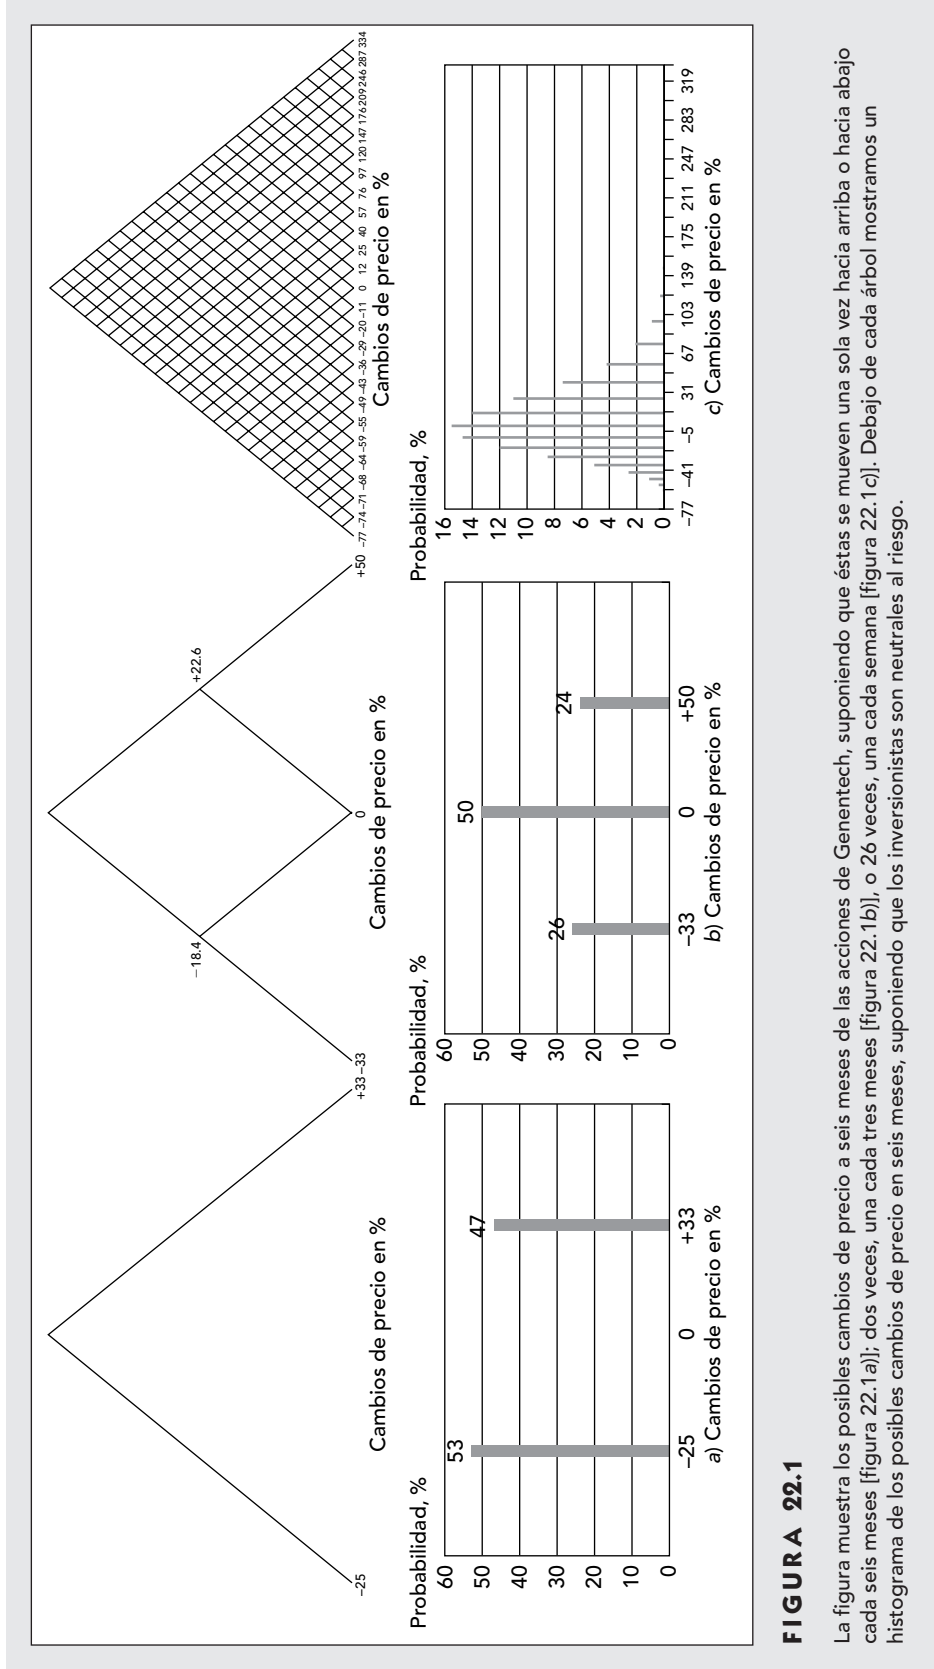 -25
+33
Cambios de precio en %
Probabilidad, %
60
50
40
30
20
10
0
53
47
–25
0
+33
a) Cambios de precio en %
–18.4
+22.6
–33
0
+50
Cambios de precio en %
Probabilidad, %
60
50
40
30
20
10
0
26
50
24
–33
0
+50
b) Cambios de precio en %
–77 –74 –71 –68 –64 –59 –55 –49 –43 –36 –29 –20 –11 0 12 25 40 57 76 97 120 147 176 209 246 287 334
Cambios de precio en %
Probabilidad, %
16
14
12
10
8
6
4
2
0
–77 –41 –5 31 67 103 139 175 211 247 283 319
c) Cambios de precio en %
FIGURA 22.1
La figura muestra los posibles cambios de precio a seis meses de las acciones de Genentech, suponiendo que éstas se mueven una sola vez hacia arriba o hacia abajo
cada seis meses [figura 22.1a)]; dos veces, una cada tres meses [figura 22.1b)], o 26 veces, una cada semana [figura 22.1c)]. Debajo de cada árbol mostramos un
histograma de los posibles cambios de precio en seis meses, suponiendo que los inversionistas son neutrales al riesgo.